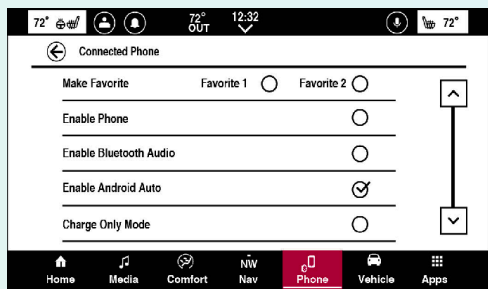 72° 72° OUT 12:32 72°
Connected Phone
Make Favorite Favorite 1 Favorite 2
Enable Phone
Enable Bluetooth Audio
Enable Android Auto
Charge Only Mode
NW
Home Media Comfort Nav Phone Vehicle Apps